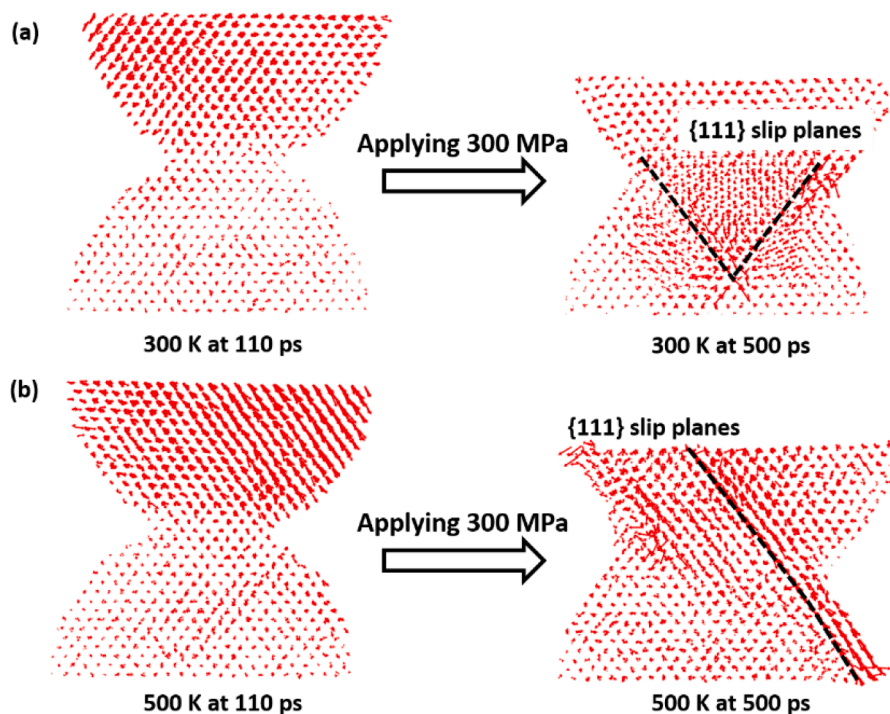 (a)
Applying 300 MPa
{111} slip planes
300 K at 110 ps
300 K at 500 ps
(b)
{111} slip planes
Applying 300 MPa
500 K at 110 ps
500 K at 500 ps